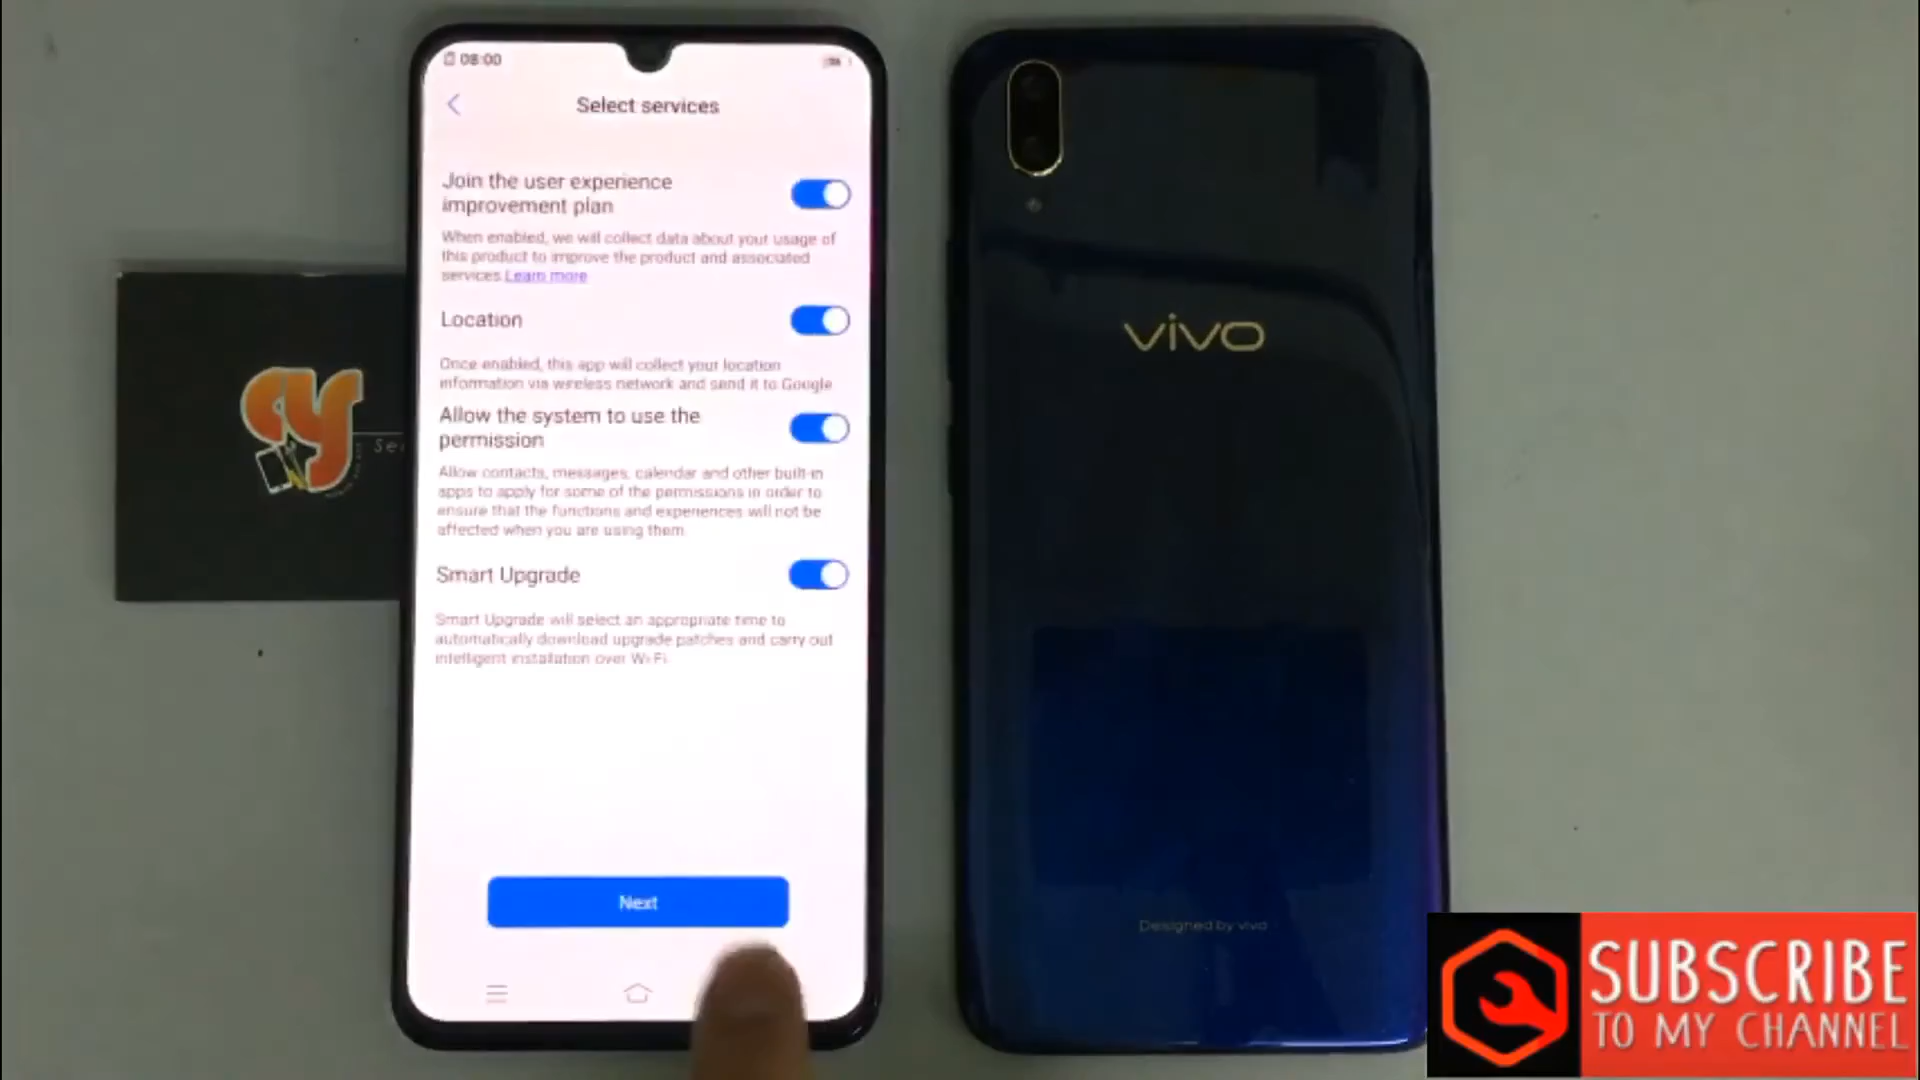 08:00
Select services
Join the user experience
improvement plan
When enabled, we will collect data about your usage of
this product to improve the product and associated
services. Learn more
Location
Once enabled, this app will collect your location
information via wireless network and send it to Google
Allow the system to use the
permission
Allow contacts, messages, calendar and other built-in
apps to apply for some of the permissions in order to
ensure that the functions and experiences will not be
affected when you are using them.
Smart Upgrade
Smart Upgrade will select an appropriate time to
automatically download upgrade patches and carry out
intelligent installation over Wi-Fi.
Next
vivo
Designed by vivo
SUBSCRIBE
TO MY CHANNEL